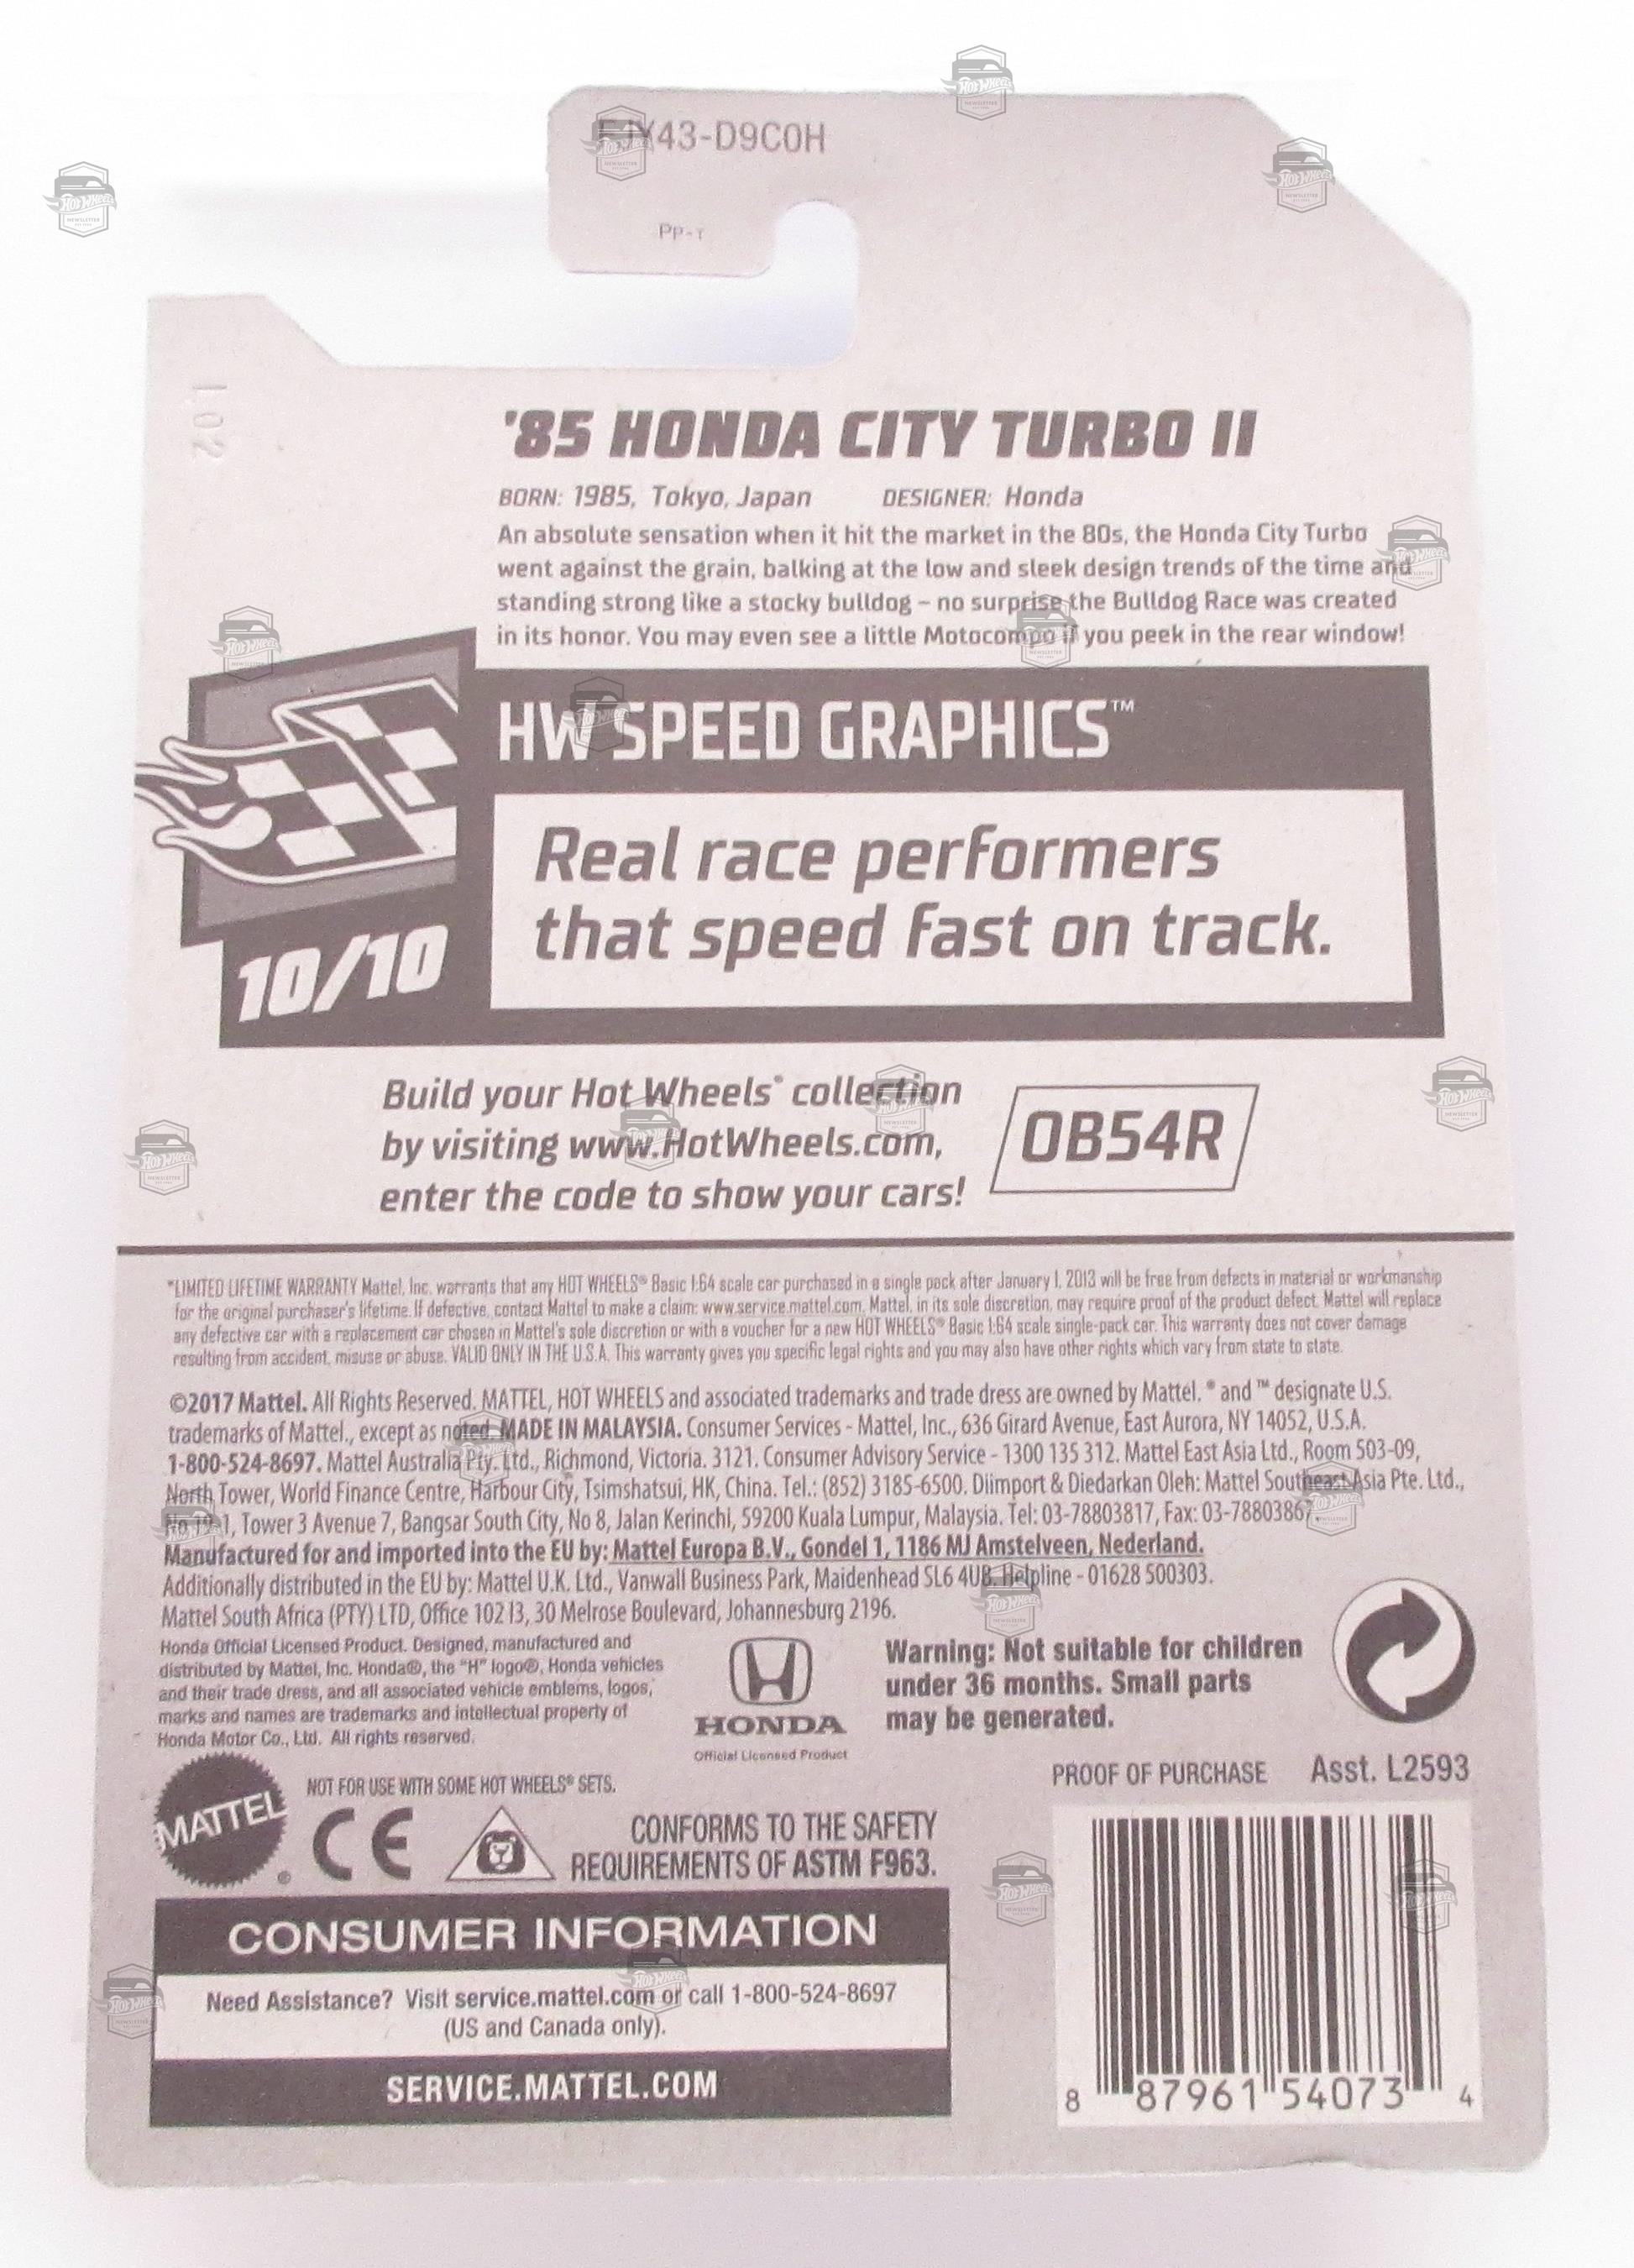 FJY43-D9C0H
PP-Y
102
'85 HONDA CITY TURBO II
BORN: 1985, Tokyo, Japan DESIGNER: Honda
An absolute sensation when it hit the market in the 80s, the Honda City Turbo
went against the grain, balking at the low and sleek design trends of the time and
standing strong like a stocky bulldog – no surprise the Bulldog Race was created
in its honor. You may even see a little Motocompo if you peek in the rear window!
HW SPEED GRAPHICS™
Real race performers
that speed fast on track.
10/10
Build your Hot Wheels® collection
by visiting www.HotWheels.com,
enter the code to show your cars!
0B54R
*LIMITED LIFETIME WARRANTY Mattel, Inc. warrants that any HOT WHEELS® Basic 1:64 scale car purchased in a single pack after January 1, 2013 will be free from defects in material or workmanship
for the original purchaser's lifetime. If defective, contact Mattel to make a claim: www.service.mattel.com. Mattel, in its sole discretion, may require proof of the product defect. Mattel will replace
any defective car with a replacement car chosen in Mattel's sole discretion or with a voucher for a new HOT WHEELS® Basic 1:64 scale single-pack car. This warranty does not cover damage
resulting from accident, misuse or abuse. VALID ONLY IN THE U.S.A. This warranty gives you specific legal rights and you may also have other rights which vary from state to state.
©2017 Mattel. All Rights Reserved. MATTEL, HOT WHEELS and associated trademarks and trade dress are owned by Mattel. ® and ™ designate U.S.
trademarks of Mattel., except as noted. MADE IN MALAYSIA. Consumer Services - Mattel, Inc., 636 Girard Avenue, East Aurora, NY 14052, U.S.A.
1-800-524-8697. Mattel Australia Pty. Ltd., Richmond, Victoria. 3121. Consumer Advisory Service - 1300 135 312. Mattel East Asia Ltd., Room 503-09,
North Tower, World Finance Centre, Harbour City, Tsimshatsui, HK, China. Tel.: (852) 3185-6500. Diimport & Diedarkan Oleh: Mattel Southeast Asia Pte. Ltd.,
No 19-1, Tower 3 Avenue 7, Bangsar South City, No 8, Jalan Kerinchi, 59200 Kuala Lumpur, Malaysia. Tel: 03-78803817, Fax: 03-78803867.
Manufactured for and imported into the EU by: Mattel Europa B.V., Gondel 1, 1186 MJ Amstelveen, Nederland.
Additionally distributed in the EU by: Mattel U.K. Ltd., Vanwall Business Park, Maidenhead SL6 4UB. Helpline - 01628 500303.
Mattel South Africa (PTY) LTD, Office 102 I3, 30 Melrose Boulevard, Johannesburg 2196.
Honda Official Licensed Product. Designed, manufactured and
distributed by Mattel, Inc. Honda®, the "H" logo®, Honda vehicles
and their trade dress, and all associated vehicle emblems, logos,
marks and names are trademarks and intellectual property of
Honda Motor Co., Ltd. All rights reserved.
HONDA
Official Licensed Product
Warning: Not suitable for children
under 36 months. Small parts
may be generated.
PROOF OF PURCHASE Asst. L2593
NOT FOR USE WITH SOME HOT WHEELS® SETS.
MATTEL®
CE
CONFORMS TO THE SAFETY
REQUIREMENTS OF ASTM F963.
CONSUMER INFORMATION
Need Assistance? Visit service.mattel.com or call 1-800-524-8697
(US and Canada only).
SERVICE.MATTEL.COM
8 87961 54073 4